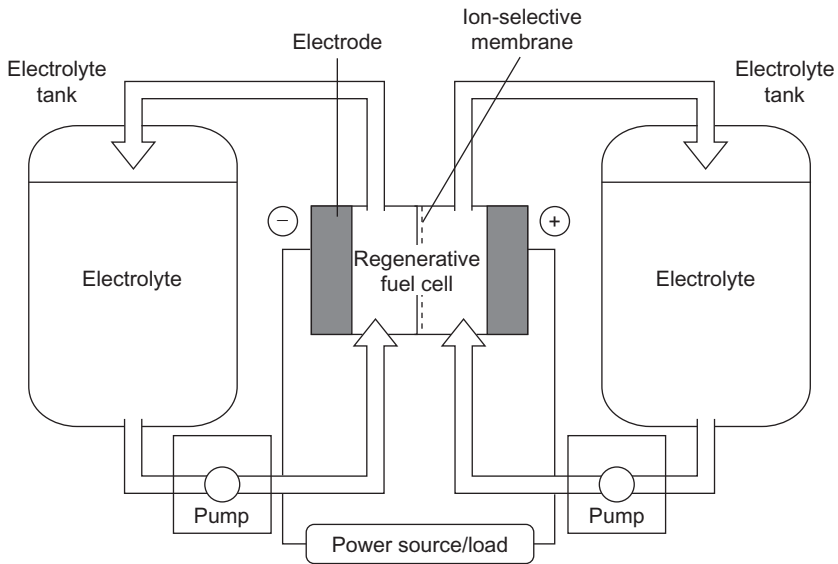 Ion-selective
membrane
Electrode
Electrolyte
tank
Electrolyte
tank
−
+
Electrolyte
Regenerative
fuel cell
Electrolyte
Pump
Pump
Power source/load